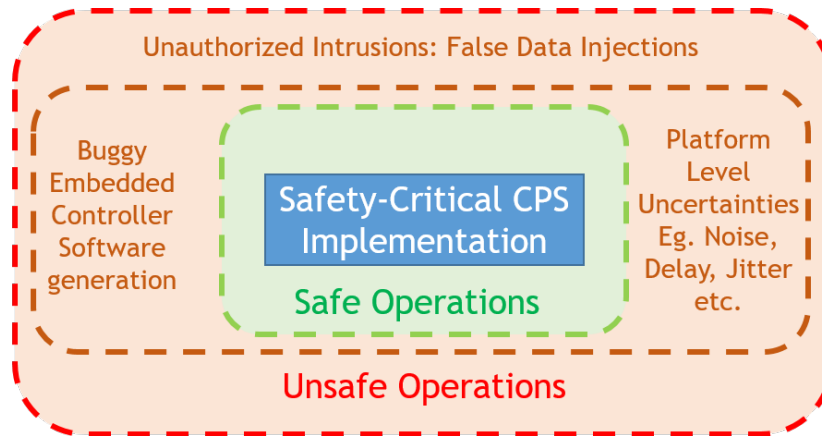 Unauthorized Intrusions: False Data Injections
Buggy
Embedded
Controller
Software
generation
Safety-Critical CPS
Implementation
Safe Operations
Platform
Level
Uncertainties
Eg. Noise,
Delay, Jitter
etc.
Unsafe Operations